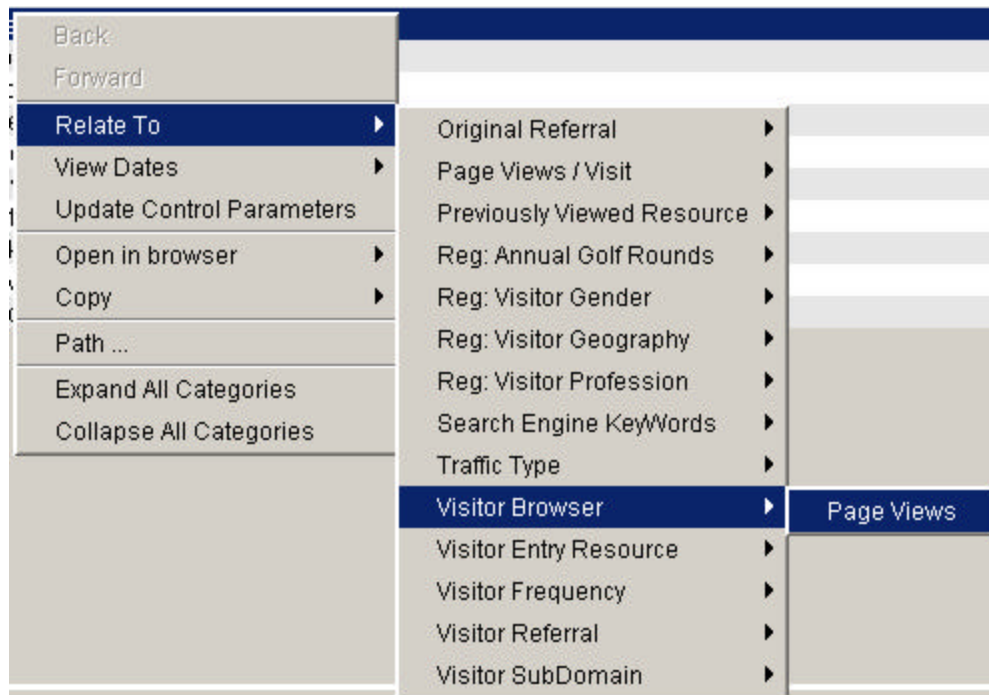 Back
Forward
Relate To
View Dates
Update Control Parameters
Open in browser
Copy
Path ...
Expand All Categories
Collapse All Categories
Original Referral
Page Views / Visit
Previously Viewed Resource
Reg: Annual Golf Rounds
Reg: Visitor Gender
Reg: Visitor Geography
Reg: Visitor Profession
Search Engine KeyWords
Traffic Type
Visitor Browser
Visitor Entry Resource
Visitor Frequency
Visitor Referral
Visitor SubDomain
Page Views